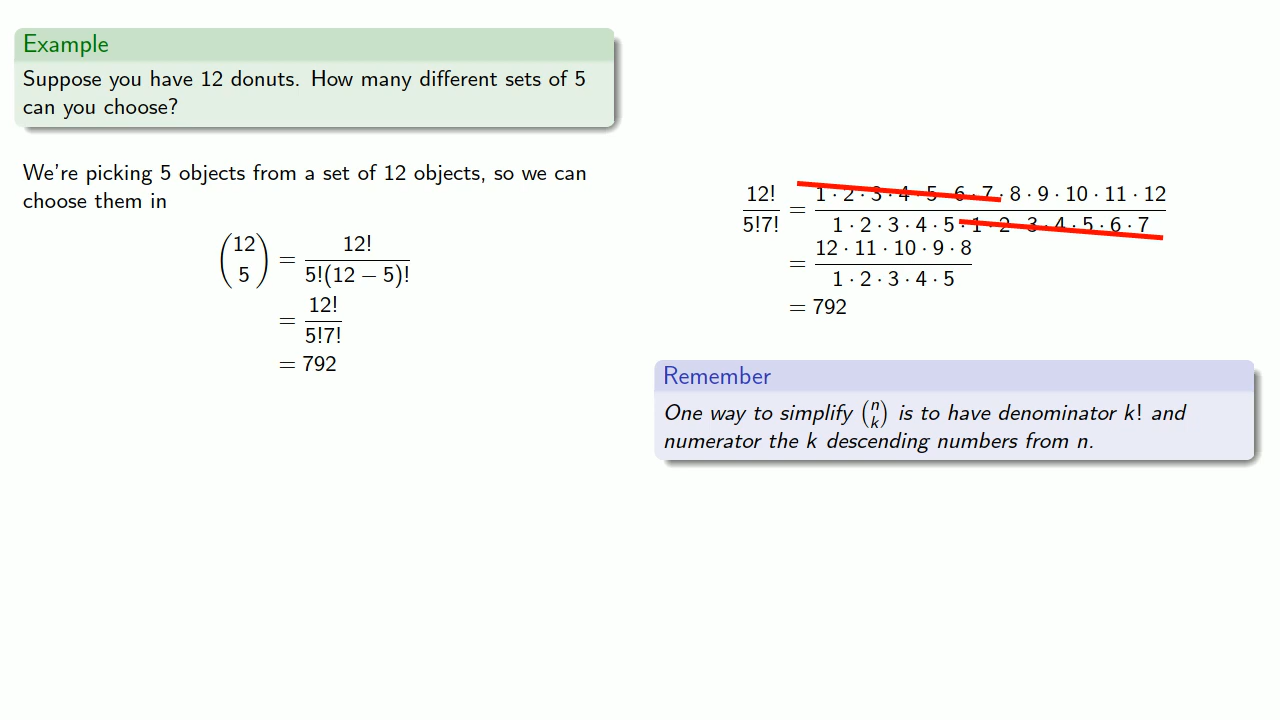 Example
Suppose you have 12 donuts. How many different sets of 5
can you choose?
We're picking 5 objects from a set of 12 objects, so we can
choose them in
(12 5) = 12! / 5!(12 − 5)!
= 12! / 5!7!
= 792
12! / 5!7! = 1 · 2 · 3 · 4 · 5 · 6 · 7 · 8 · 9 · 10 · 11 · 12 / 1 · 2 · 3 · 4 · 5 · 1 · 2 · 3 · 4 · 5 · 6 · 7
= 12 · 11 · 10 · 9 · 8 / 1 · 2 · 3 · 4 · 5
= 792
Remember
One way to simplify (n k) is to have denominator k! and
numerator the k descending numbers from n.